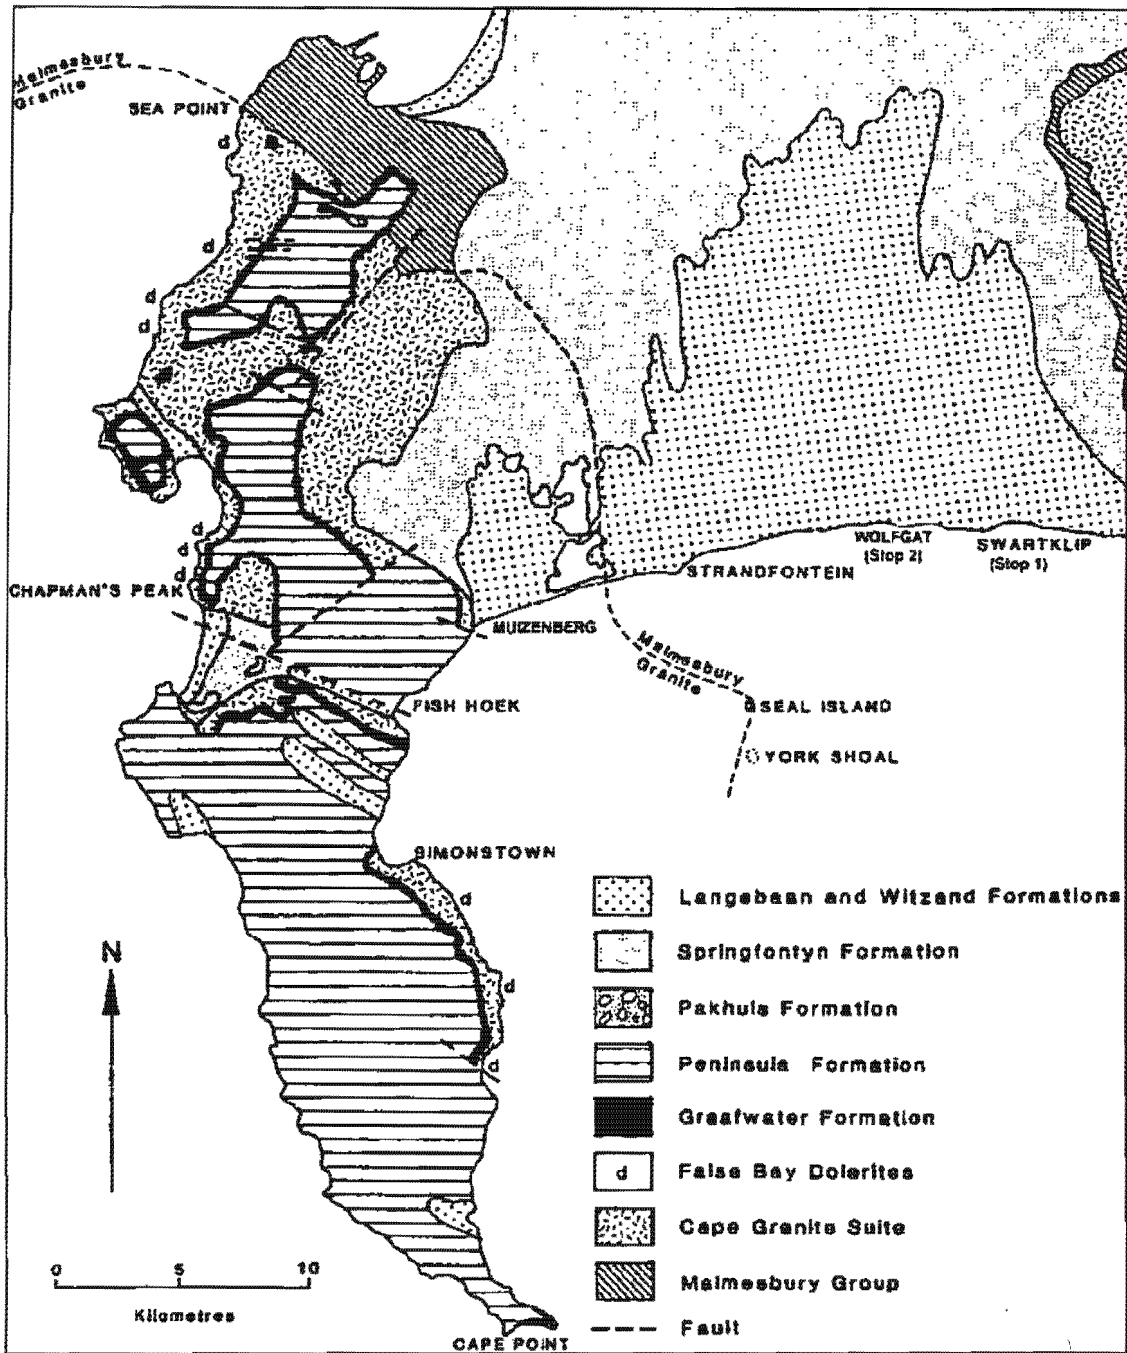 Malmesbury
Granite
SEA POINT
d
d
d
d
d
d
d
CHAPMAN'S PEAK
WOLFGAT
(Stop 2)
SWARTKLIP
(Stop 1)
STRANDFONTEIN
MUIZENBERG
Malmesbury
Granite
FISH HOEK
SEAL ISLAND
YORK SHOAL
SIMONSTOWN
d
d
d
N
Langebaan and Witzand Formations
Springfontyn Formation
Pakhuis Formation
Peninsula Formation
Graafwater Formation
d False Bay Dolerites
Cape Granite Suite
Malmesbury Group
Fault
0 5 10
Kilometres
CAPE POINT